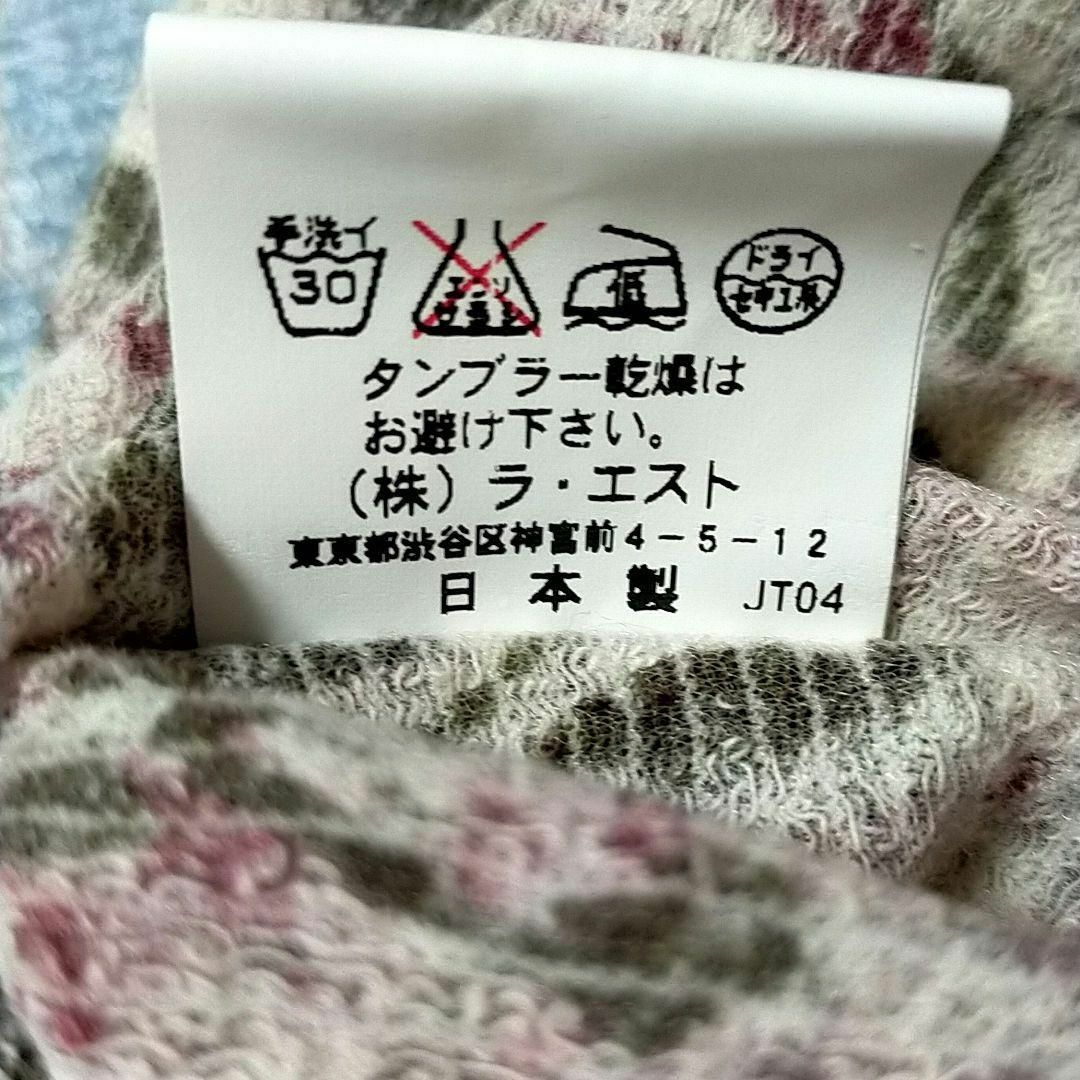 手洗イ
30
エンソ
サラシ
低
ドライ
セキユ系
タンブラー乾燥は
お避け下さい。
（株）ラ・エスト
東京都渋谷区神宮前4－5－12
日本製 JT04